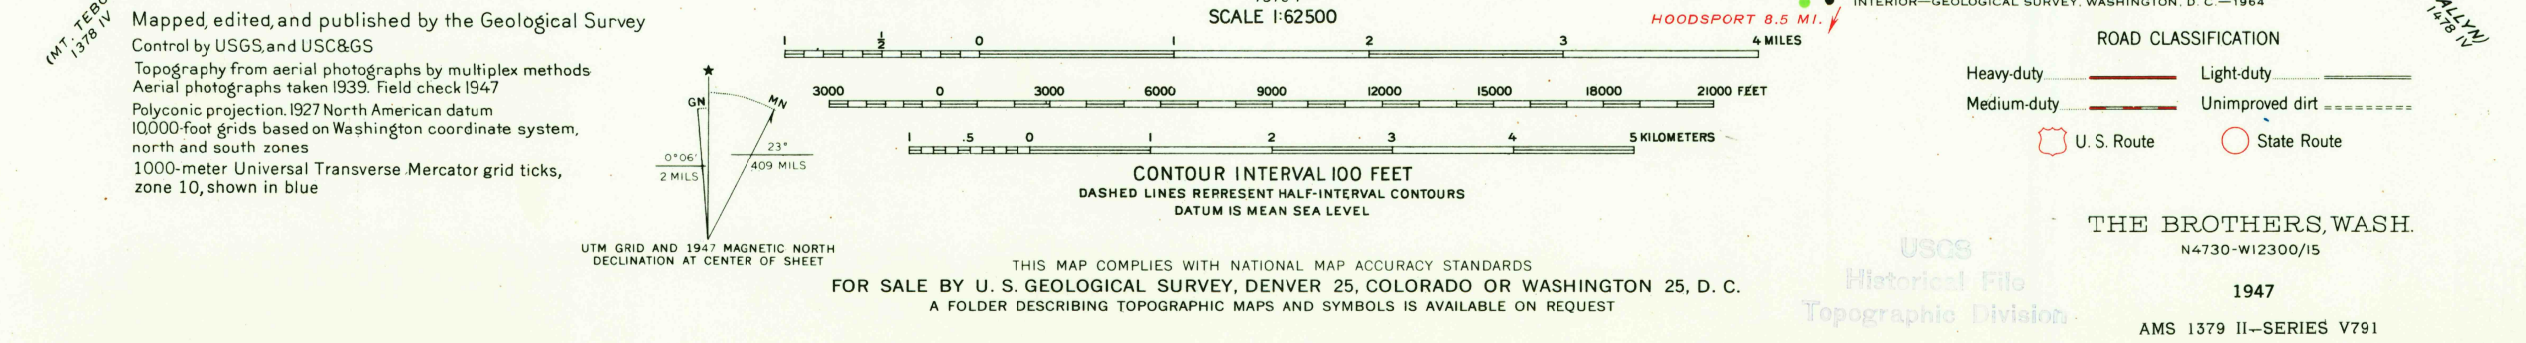 (MT. TEBO)
1378 IV
Mapped, edited, and published by the Geological Survey
Control by USGS, and USC&GS
Topography from aerial photographs by multiplex methods
Aerial photographs taken 1939. Field check 1947
Polyconic projection. 1927 North American datum
10,000-foot grids based on Washington coordinate system,
north and south zones
1000-meter Universal Transverse Mercator grid ticks,
zone 10, shown in blue
★
GN
MN
0°06'
2 MILS
23°
409 MILS
UTM GRID AND 1947 MAGNETIC NORTH
DECLINATION AT CENTER OF SHEET
SCALE 1:62500
1 ½ 0 1 2 3 4 MILES
3000 0 3000 6000 9000 12000 15000 18000 21000 FEET
1 .5 0 1 2 3 4 5 KILOMETERS
CONTOUR INTERVAL 100 FEET
DASHED LINES REPRESENT HALF-INTERVAL CONTOURS
DATUM IS MEAN SEA LEVEL
THIS MAP COMPLIES WITH NATIONAL MAP ACCURACY STANDARDS
FOR SALE BY U. S. GEOLOGICAL SURVEY, DENVER 25, COLORADO OR WASHINGTON 25, D. C.
A FOLDER DESCRIBING TOPOGRAPHIC MAPS AND SYMBOLS IS AVAILABLE ON REQUEST
HOODSPORT 8.5 MI.
INTERIOR—GEOLOGICAL SURVEY, WASHINGTON, D. C.—1964
ALLYN)
1478 IV
ROAD CLASSIFICATION
Heavy-duty Light-duty
Medium-duty Unimproved dirt
U. S. Route State Route
USGS
Historical File
Topographic Division
THE BROTHERS, WASH.
N4730-W12300/15
1947
AMS 1379 II—SERIES V791